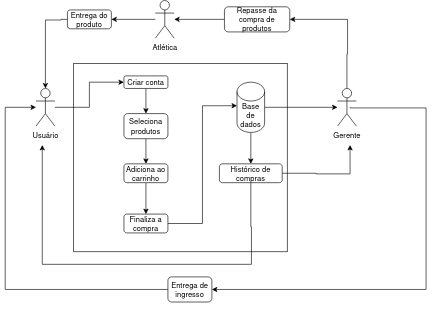 Entrega do
produto
Repasse da
compra de
produtos
Atlética
Criar conta
Seleciona
produtos
Adiciona ao
carrinho
Finaliza a
compra
Base
de
dados
Histórico de
compras
Usuário
Gerente
Entrega de
ingresso